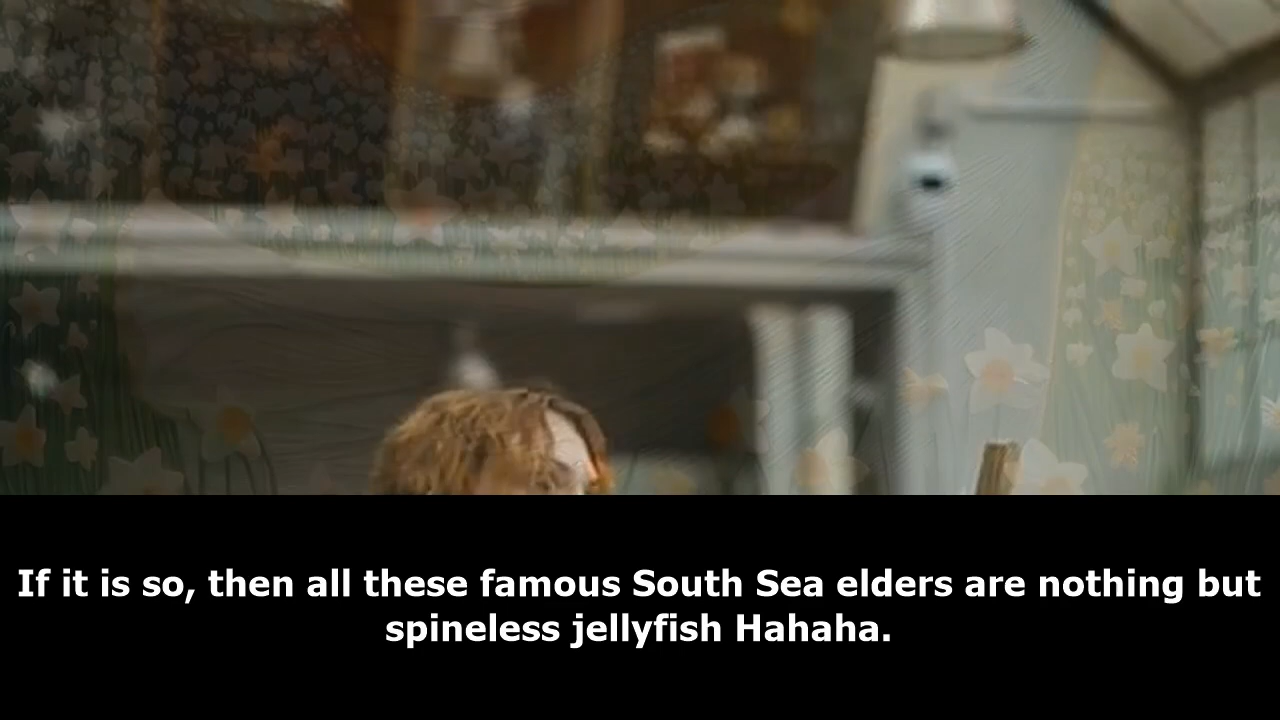 If it is so, then all these famous South Sea elders are nothing but
spineless jellyfish Hahaha.